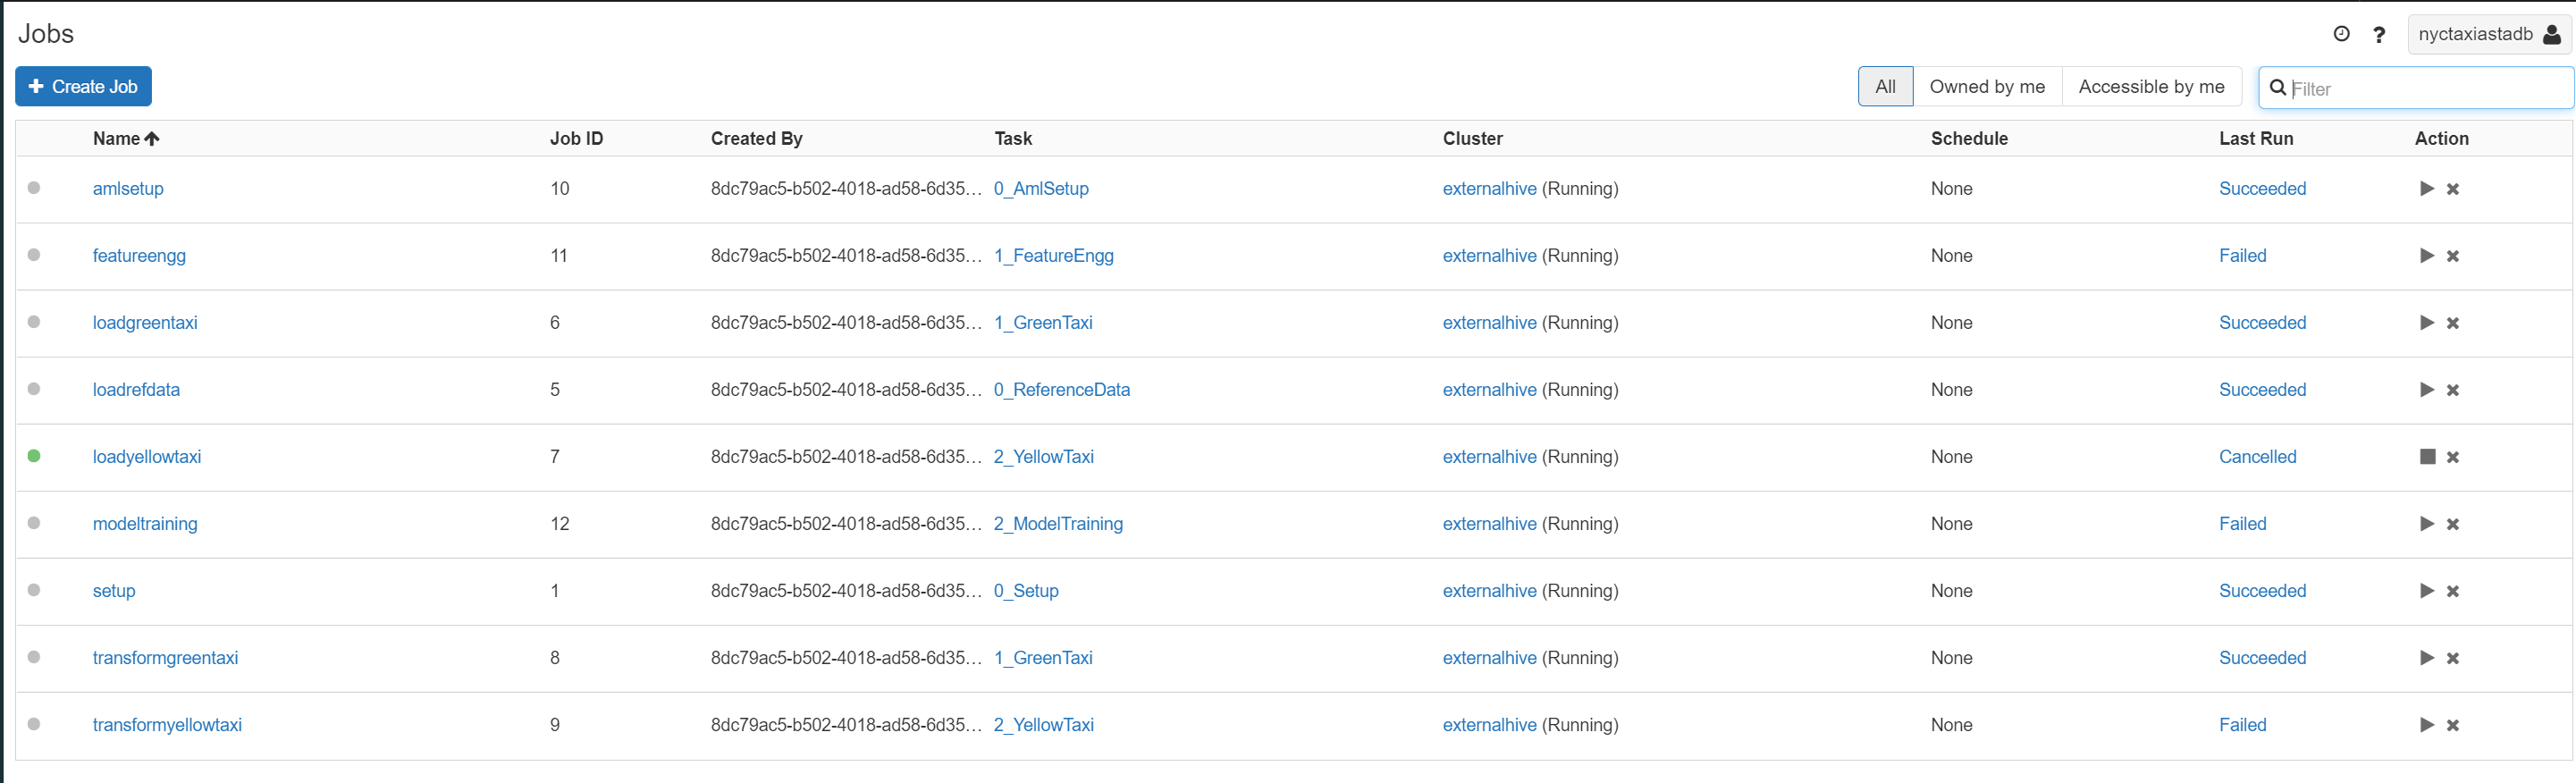 Jobs
nyctaxiastadb
Create Job
All Owned by me Accessible by me Filter
Name Job ID Created By Task Cluster Schedule Last Run Action
amlsetup 10 8dc79ac5-b502-4018-ad58-6d35... 0_AmlSetup externalhive (Running) None Succeeded
featureengg 11 8dc79ac5-b502-4018-ad58-6d35... 1_FeatureEngg externalhive (Running) None Failed
loadgreentaxi 6 8dc79ac5-b502-4018-ad58-6d35... 1_GreenTaxi externalhive (Running) None Succeeded
loadrefdata 5 8dc79ac5-b502-4018-ad58-6d35... 0_ReferenceData externalhive (Running) None Succeeded
loadyellowtaxi 7 8dc79ac5-b502-4018-ad58-6d35... 2_YellowTaxi externalhive (Running) None Cancelled
modeltraining 12 8dc79ac5-b502-4018-ad58-6d35... 2_ModelTraining externalhive (Running) None Failed
setup 1 8dc79ac5-b502-4018-ad58-6d35... 0_Setup externalhive (Running) None Succeeded
transformgreentaxi 8 8dc79ac5-b502-4018-ad58-6d35... 1_GreenTaxi externalhive (Running) None Succeeded
transformyellowtaxi 9 8dc79ac5-b502-4018-ad58-6d35... 2_YellowTaxi externalhive (Running) None Failed